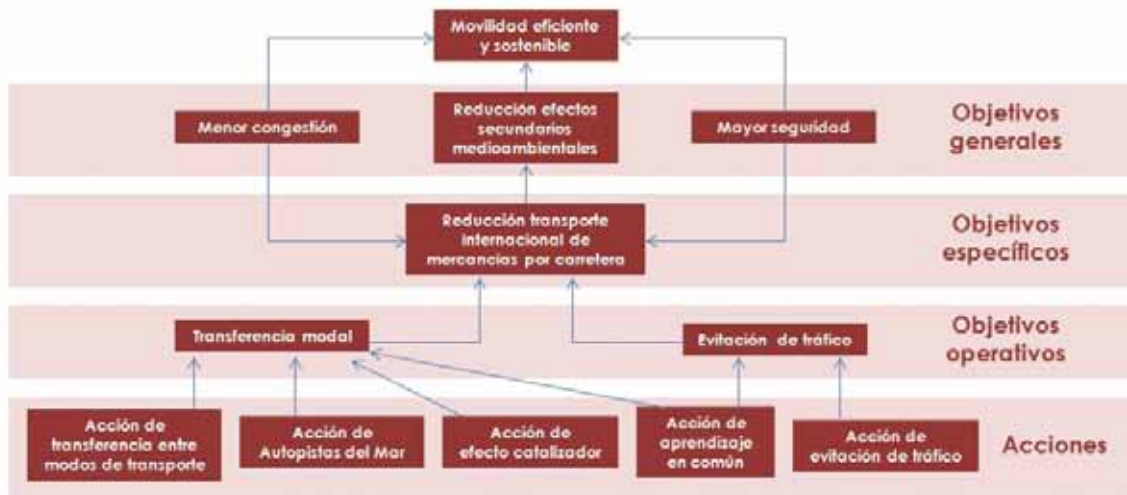 Movilidad eficiente
y sostenible
Menor congestión
Reducción efectos
secundarios
medioambientales
Mayor seguridad
Objetivos
generales
Reducción transporte
internacional de
mercancías por carretera
Objetivos
específicos
Transferencia modal
Evitación de tráfico
Objetivos
operativos
Acción de
transferencia entre
modos de transporte
Acción de
Autopistas del Mar
Acción de
efecto catalizador
Acción de
aprendizaje
en común
Acción de
evitación de tráfico
Acciones